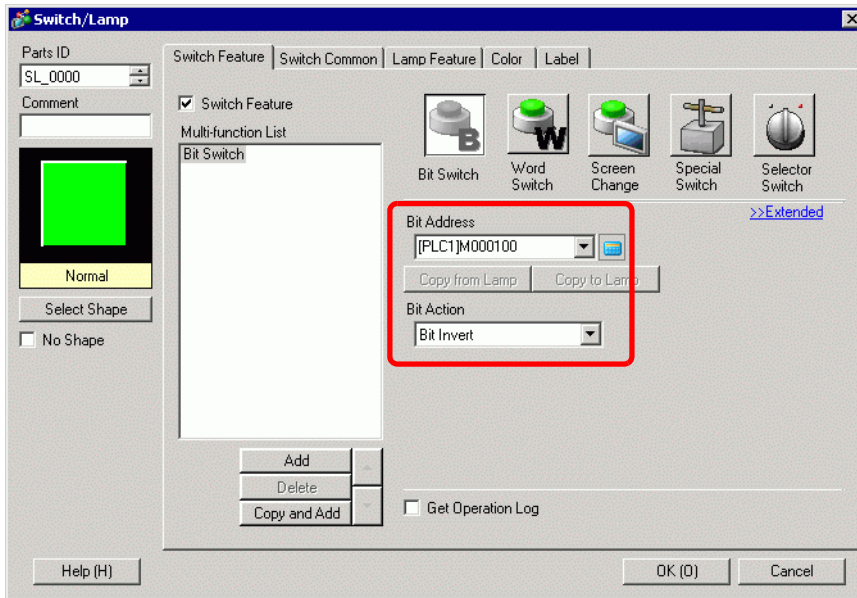 Switch/Lamp
Parts ID
SL_0000
Comment
Normal
Select Shape
No Shape
Switch Feature
Switch Common
Lamp Feature
Color
Label
Switch Feature
Multi-function List
Bit Switch
Add
Delete
Copy and Add
Bit Switch
Word
Switch
Screen
Change
Special
Switch
Selector
Switch
>>Extended
Bit Address
[PLC1]M000100
Copy from Lamp
Copy to Lamp
Bit Action
Bit Invert
Get Operation Log
Help (H)
OK (O)
Cancel